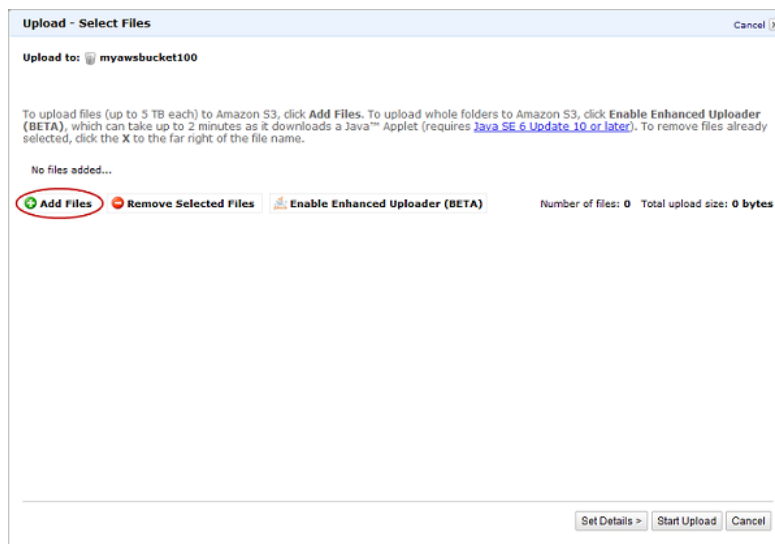 Upload - Select Files
Cancel
Upload to: myawsbucket100
To upload files (up to 5 TB each) to Amazon S3, click Add Files. To upload whole folders to Amazon S3, click Enable Enhanced Uploader
(BETA), which can take up to 2 minutes as it downloads a Java™ Applet (requires Java SE 6 Update 10 or later). To remove files already
selected, click the X to the far right of the file name.
No files added...
Add Files Remove Selected Files Enable Enhanced Uploader (BETA) Number of files: 0 Total upload size: 0 bytes
Set Details > Start Upload Cancel